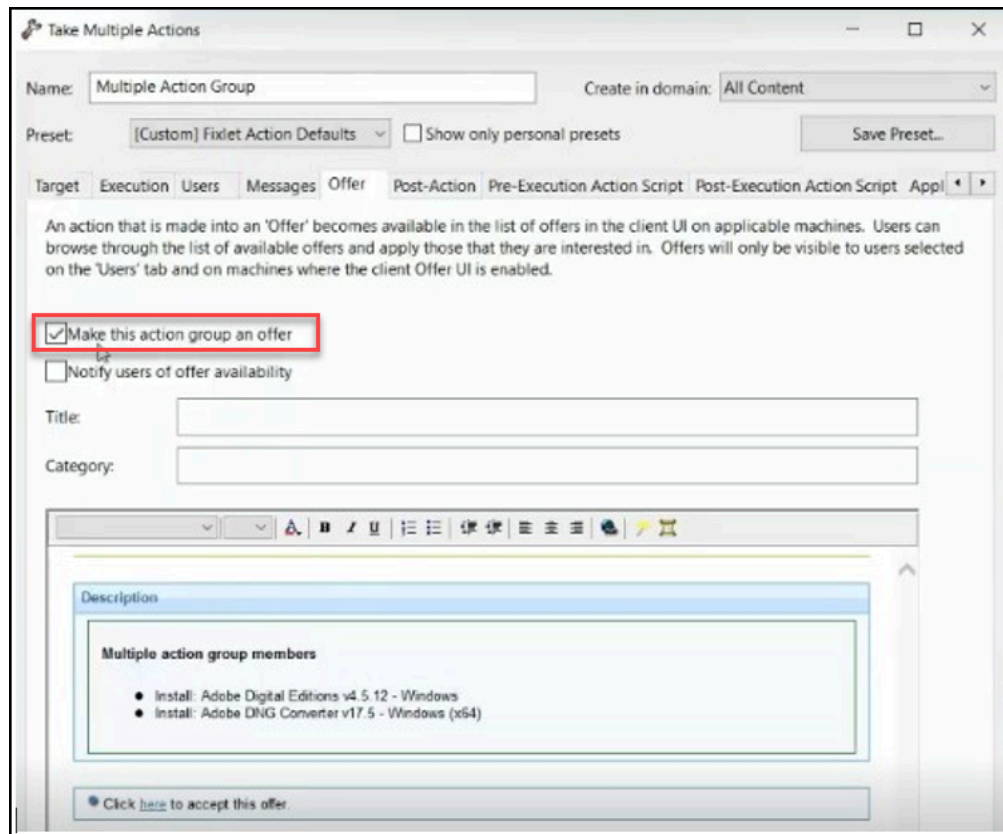 Take Multiple Actions
Name: Multiple Action Group Create in domain: All Content
Preset: [Custom] Fixlet Action Defaults Show only personal presets Save Preset...
Target Execution Users Messages Offer Post-Action Pre-Execution Action Script Post-Execution Action Script Appl
An action that is made into an 'Offer' becomes available in the list of offers in the client UI on applicable machines. Users can
browse through the list of available offers and apply those that they are interested in. Offers will only be visible to users selected
on the 'Users' tab and on machines where the client Offer UI is enabled.
Make this action group an offer
Notify users of offer availability
Title:
Category:
A B I U
Description
Multiple action group members
● Install: Adobe Digital Editions v4.5.12 - Windows
● Install: Adobe DNG Converter v17.5 - Windows (x64)
Click here to accept this offer.